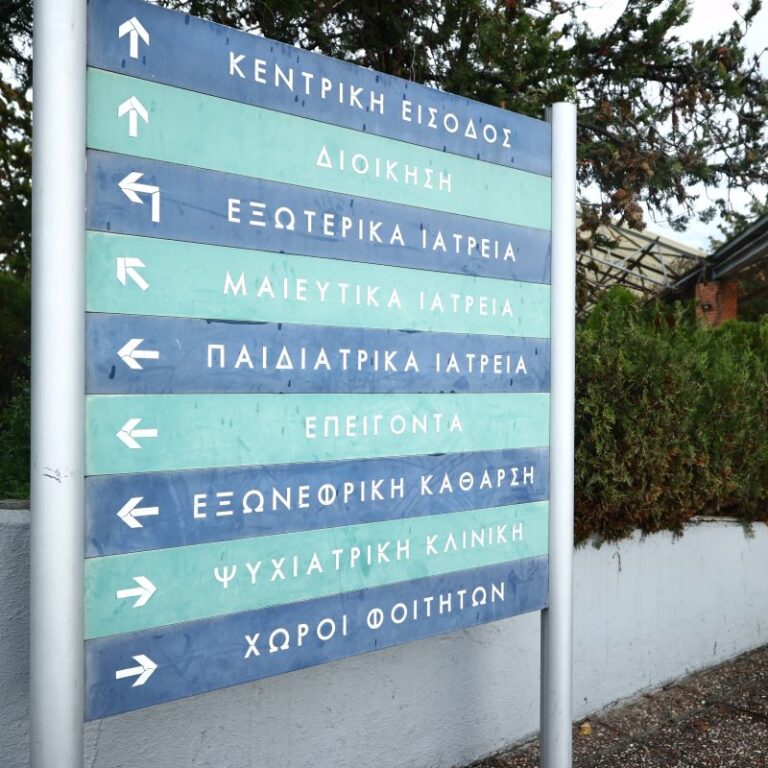 ΚΕΝΤΡΙΚΗ ΕΙΣΟΔΟΣ
ΔΙΟΙΚΗΣΗ
ΕΞΩΤΕΡΙΚΑ ΙΑΤΡΕΙΑ
ΜΑΙΕΥΤΙΚΑ ΙΑΤΡΕΙΑ
ΠΑΙΔΙΑΤΡΙΚΑ ΙΑΤΡΕΙΑ
ΕΠΕΙΓΟΝΤΑ
ΕΞΩΝΕΦΡΙΚΗ ΚΑΘΑΡΣΗ
ΨΥΧΙΑΤΡΙΚΗ ΚΛΙΝΙΚΗ
ΧΩΡΟΙ ΦΟΙΤΗΤΩΝ